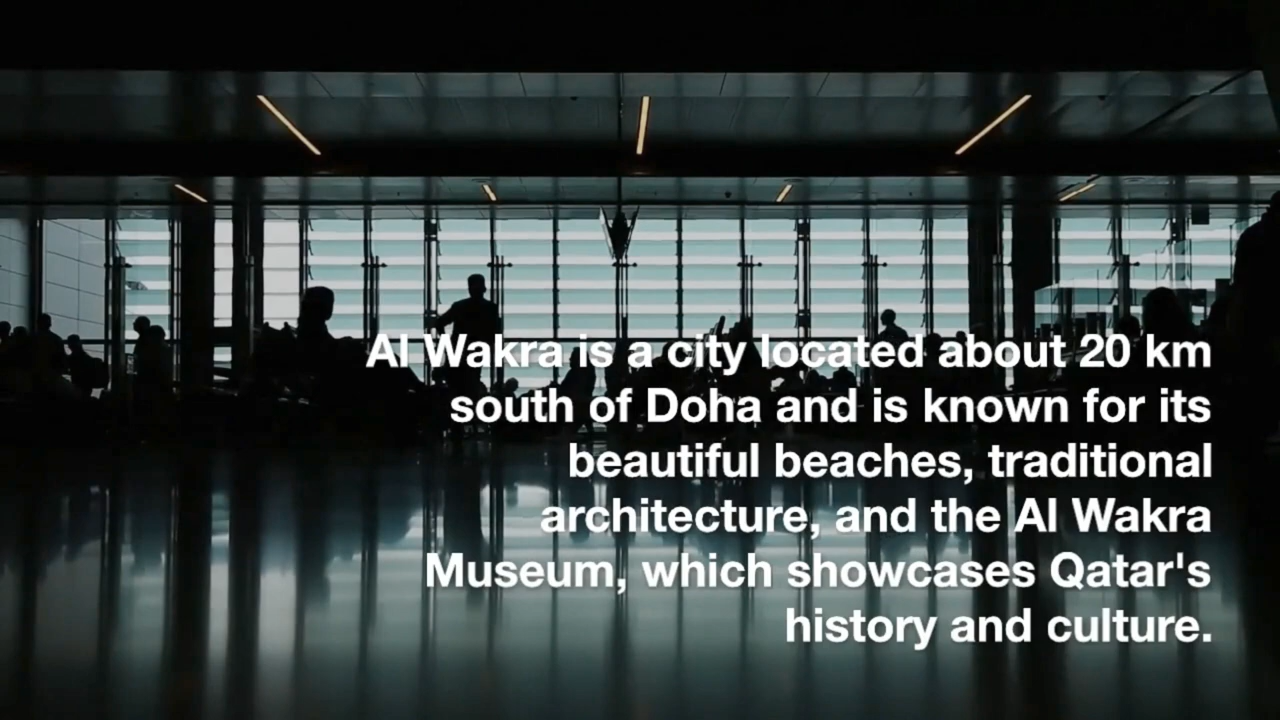 Al Wakra is a city located about 20 km
south of Doha and is known for its
beautiful beaches, traditional
architecture, and the Al Wakra
Museum, which showcases Qatar's
history and culture.